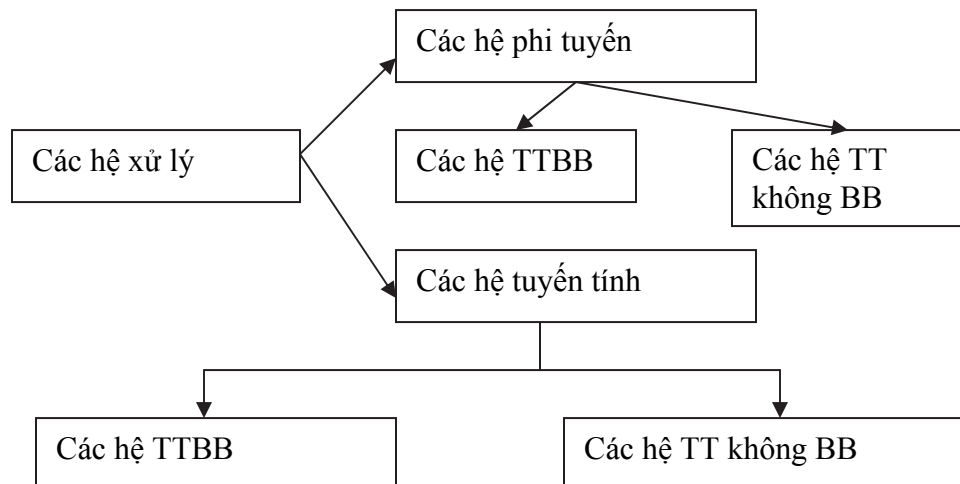 Các hệ phi tuyến
Các hệ xử lý
Các hệ TTBB
Các hệ TT
không BB
Các hệ tuyến tính
Các hệ TTBB
Các hệ TT không BB